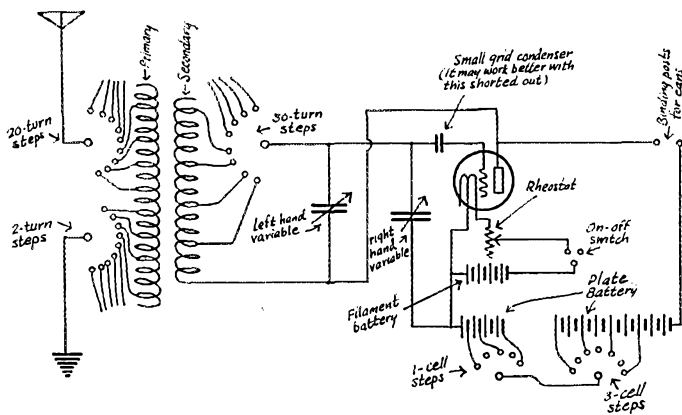 Primary
Secondary
Small grid condenser
(It may work better with
this shorted out)
Binding posts
for cans
20-turn
steps
30-turn
steps
2-turn
steps
left hand
variable
right
hand
variable
Rheostat
On-off
switch
Filament
battery
Plate
Battery
1-cell
steps
3-cell
steps